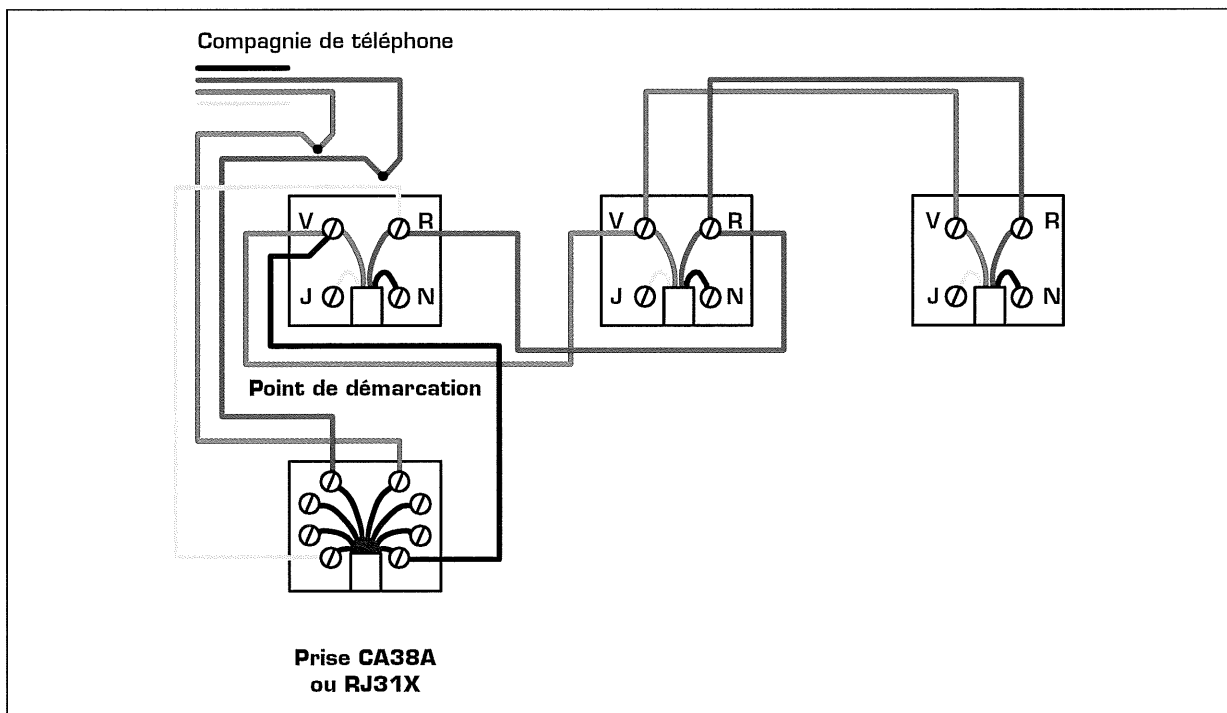 Compagnie de téléphone
V R
J N
V R
J N
V R
J N
Point de démarcation
Prise CA38A
ou RJ31X